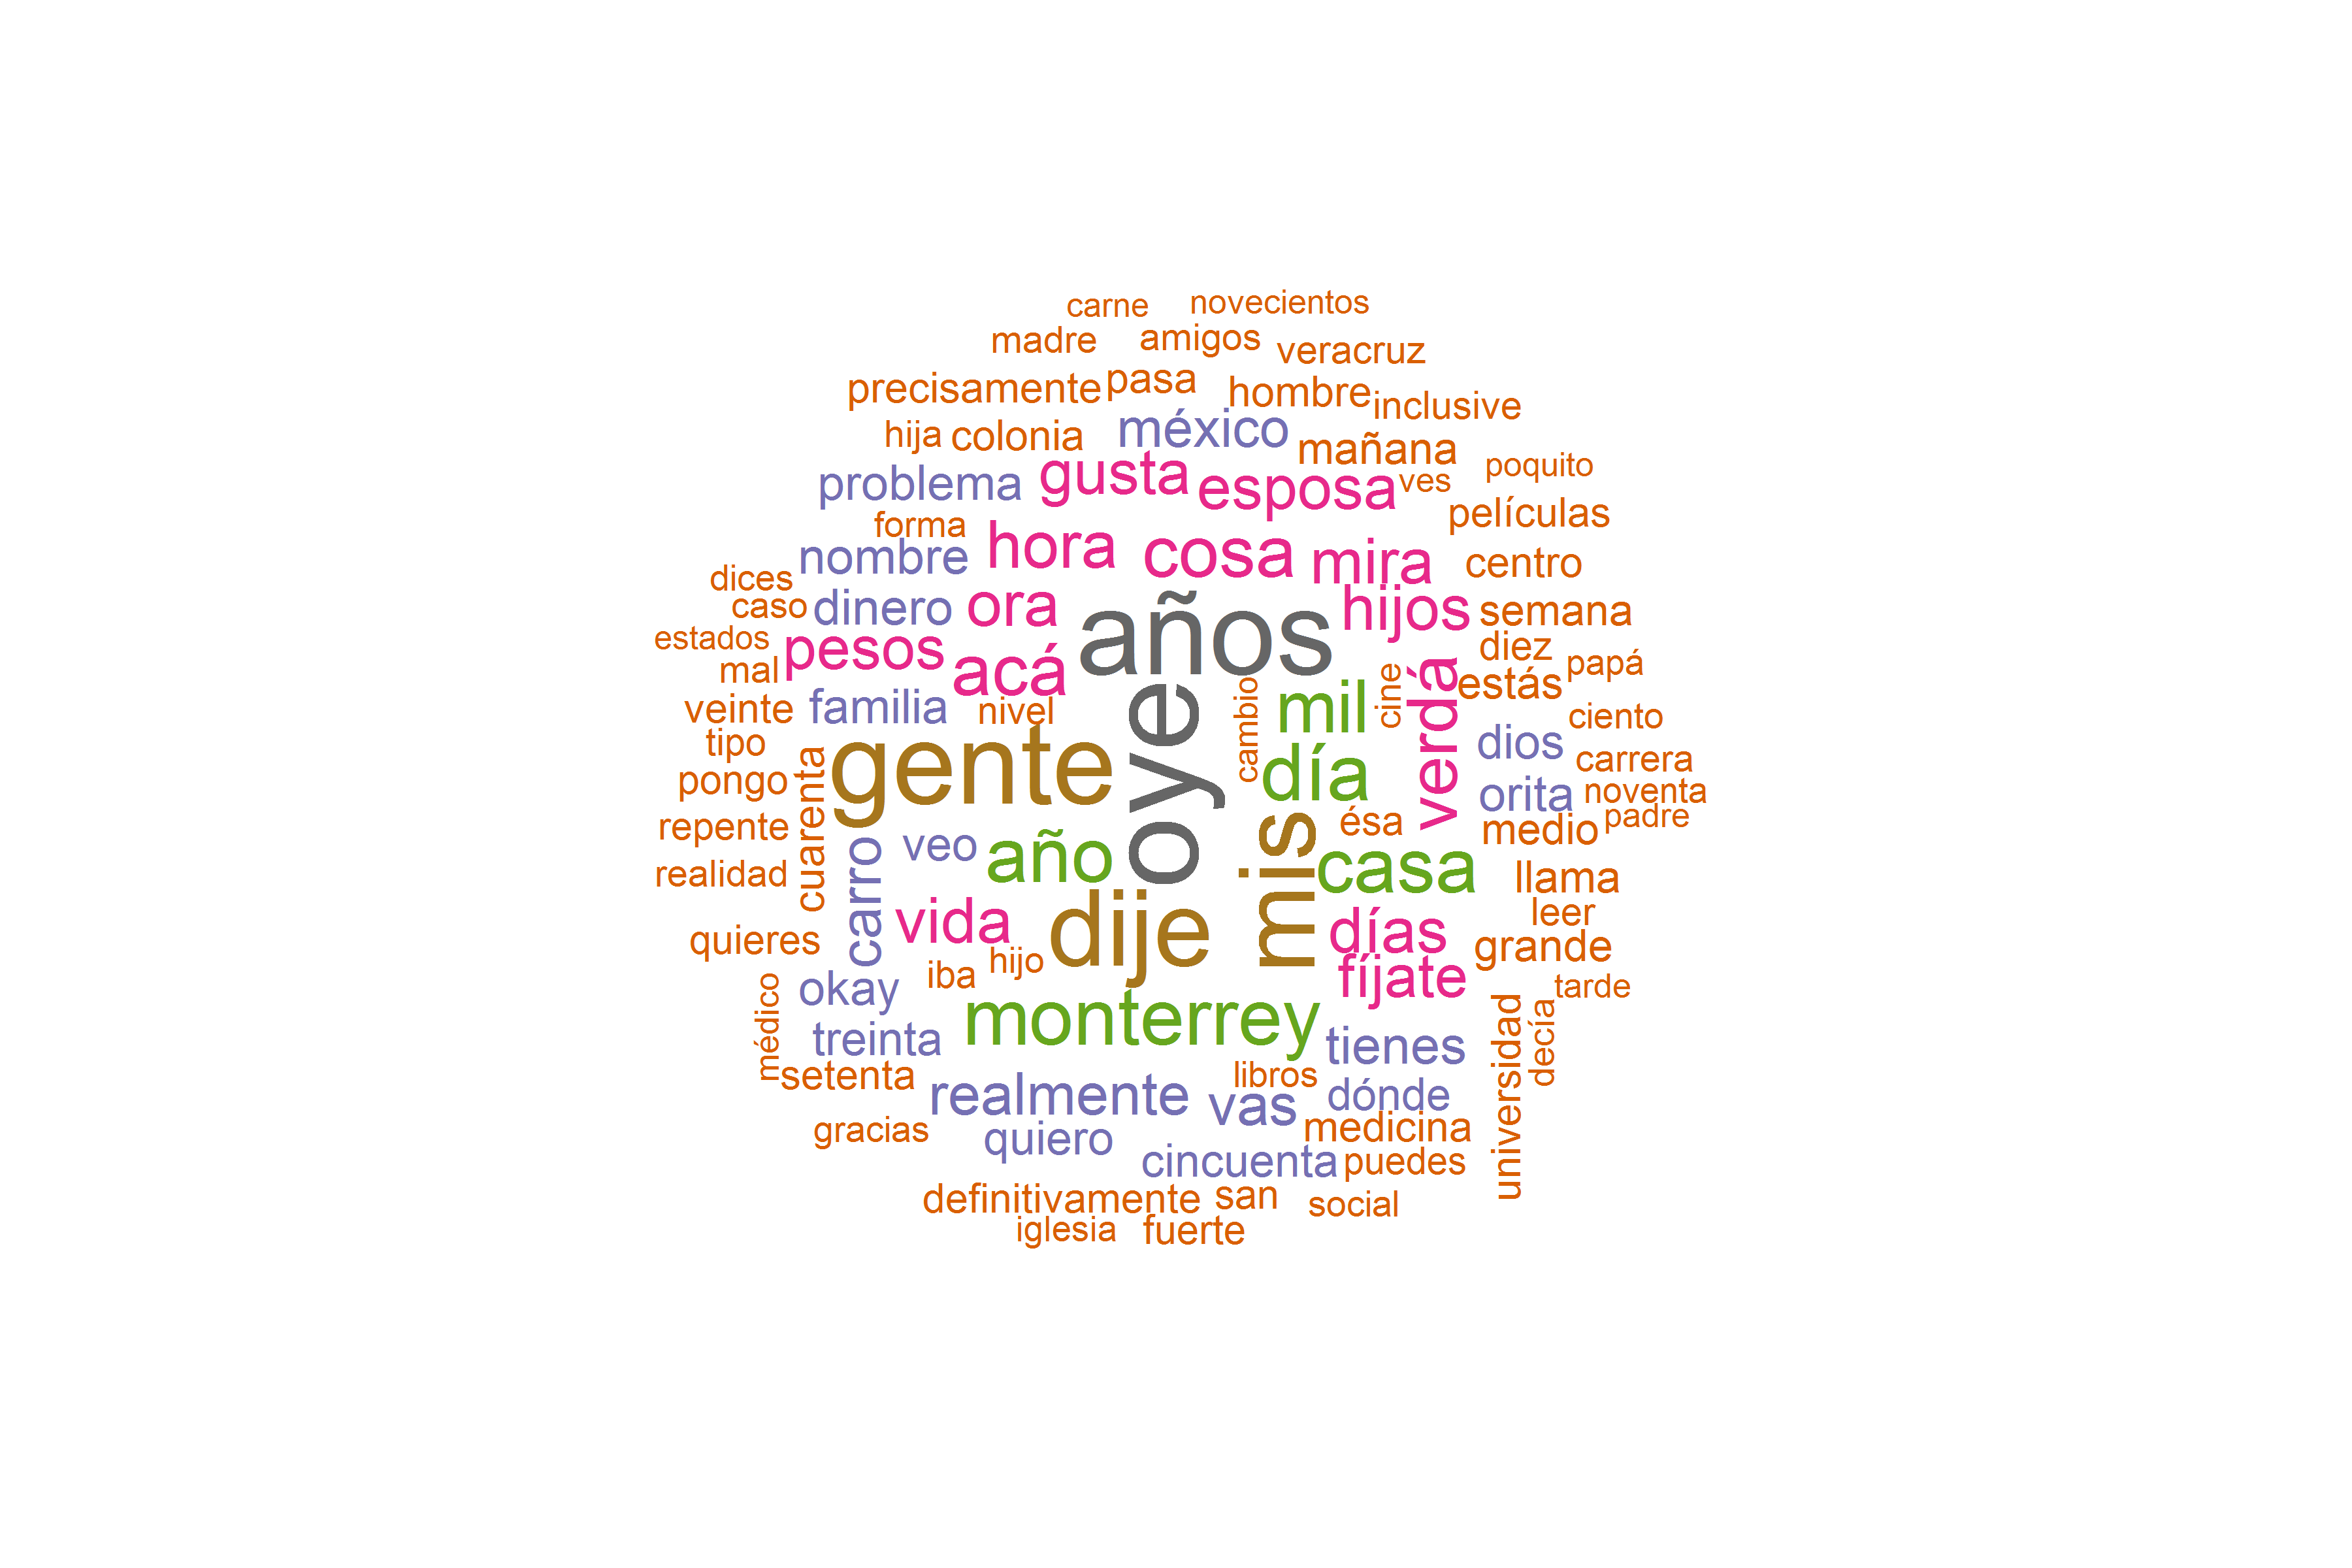 carne
novecientos
madre
amigos
veracruz
precisamente
pasa
hombre
inclusive
hija
colonia
méxico
mañana
problema
gusta
esposa
ves
poquito
películas
forma
nombre
hora
cosa
mira
centro
dices
caso
dinero
ora
años
hijos
semana
estados
pesos
acá
mal
diez
papá
verdá
estás
veinte
familia
nivel
oye
cambio
mil
cine
ciento
tipo
gente
día
dios
carrera
pongo
cuarenta
orita
noventa
repente
carro
veo
año
mis
ésa
casa
medio
padre
realidad
llama
quieres
vida
dije
días
leer
grande
iba
hijo
fíjate
tarde
médico
okay
monterrey
universidad
decía
treinta
tienes
setenta
realmente
libros
vas
dónde
gracias
quiero
medicina
cincuenta
puedes
definitivamente
san
social
iglesia
fuerte